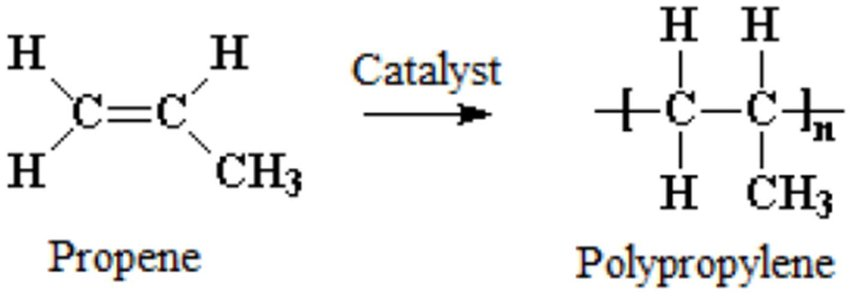 H H Catalyst H H
C=C -[-C-C-]n
H CH3 H CH3
Propene Polypropylene